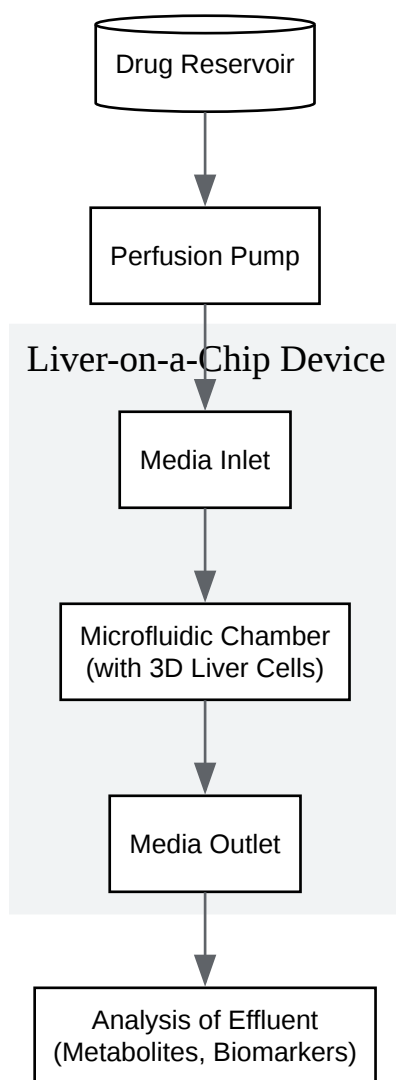 Drug Reservoir
Perfusion Pump
Liver-on-a-Chip Device
Media Inlet
Microfluidic Chamber
(with 3D Liver Cells)
Media Outlet
Analysis of Effluent
(Metabolites, Biomarkers)